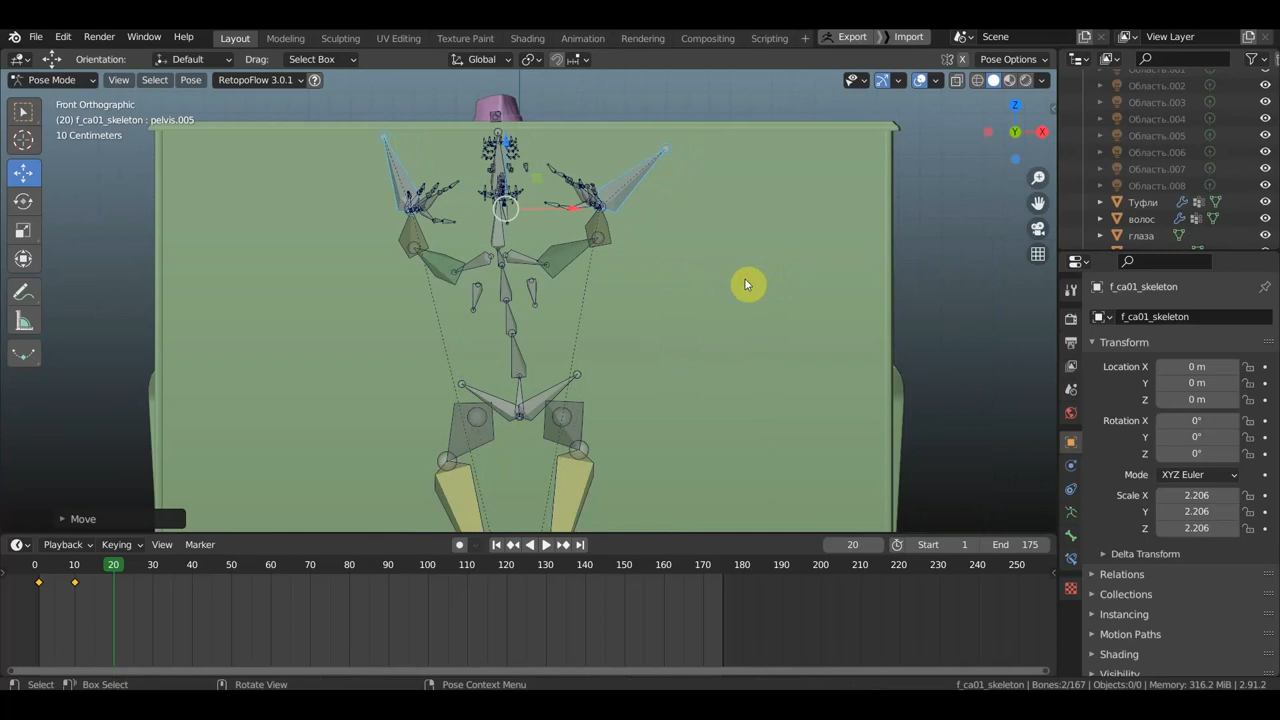 File Edit Render Window Help Layout Modeling Sculpting UV Editing Texture Paint Shading Animation Rendering Compositing Scripting + Export Import Scene View Layer
Orientation: Default Drag: Select Box Global Pose Options
Pose Mode View Select Pose RetopoFlow 3.0.1
Front Orthographic
(20) f_ca01_skeleton : pelvis.005
10 Centimeters
Z
Y
X
Move
Область.001
Область.002
Область.003
Область.004
Область.005
Область.006
Область.007
Область.008
Туфли
волос
глаза
f_ca01_skeleton
f_ca01_skeleton
Transform
Location X 0 m
Y 0 m
Z 0 m
Rotation X 0°
Y 0°
Z 0°
Mode XYZ Euler
Scale X 2.206
Y 2.206
Z 2.206
Delta Transform
Relations
Collections
Instancing
Motion Paths
Shading
Visibility
Playback Keying View Marker 20 Start 1 End 175
0 10 20 30 40 50 60 70 80 90 100 110 120 130 140 150 160 170 180 190 200 210 220 230 240 250
Select Box Select Rotate View Pose Context Menu f_ca01_skeleton | Bones:2/167 | Objects:0/0 | Memory: 316.2 MiB | 2.91.2